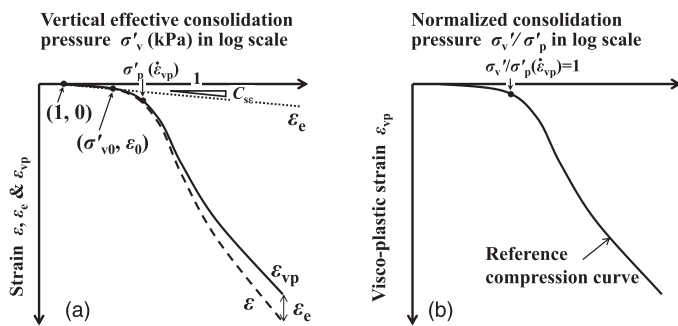 Vertical effective consolidation
pressure σ′v (kPa) in log scale
σ′p (ε̇vp)
1
Csε
εe
(1, 0)
(σ′v0, ε0)
Strain ε, εe & εvp
εvp
ε
εe
(a)
Normalized consolidation
pressure σv′/ σ′p in log scale
σv′/σ′p(ε̇vp)=1
Visco-plastic strain εvp
Reference
compression curve
(b)